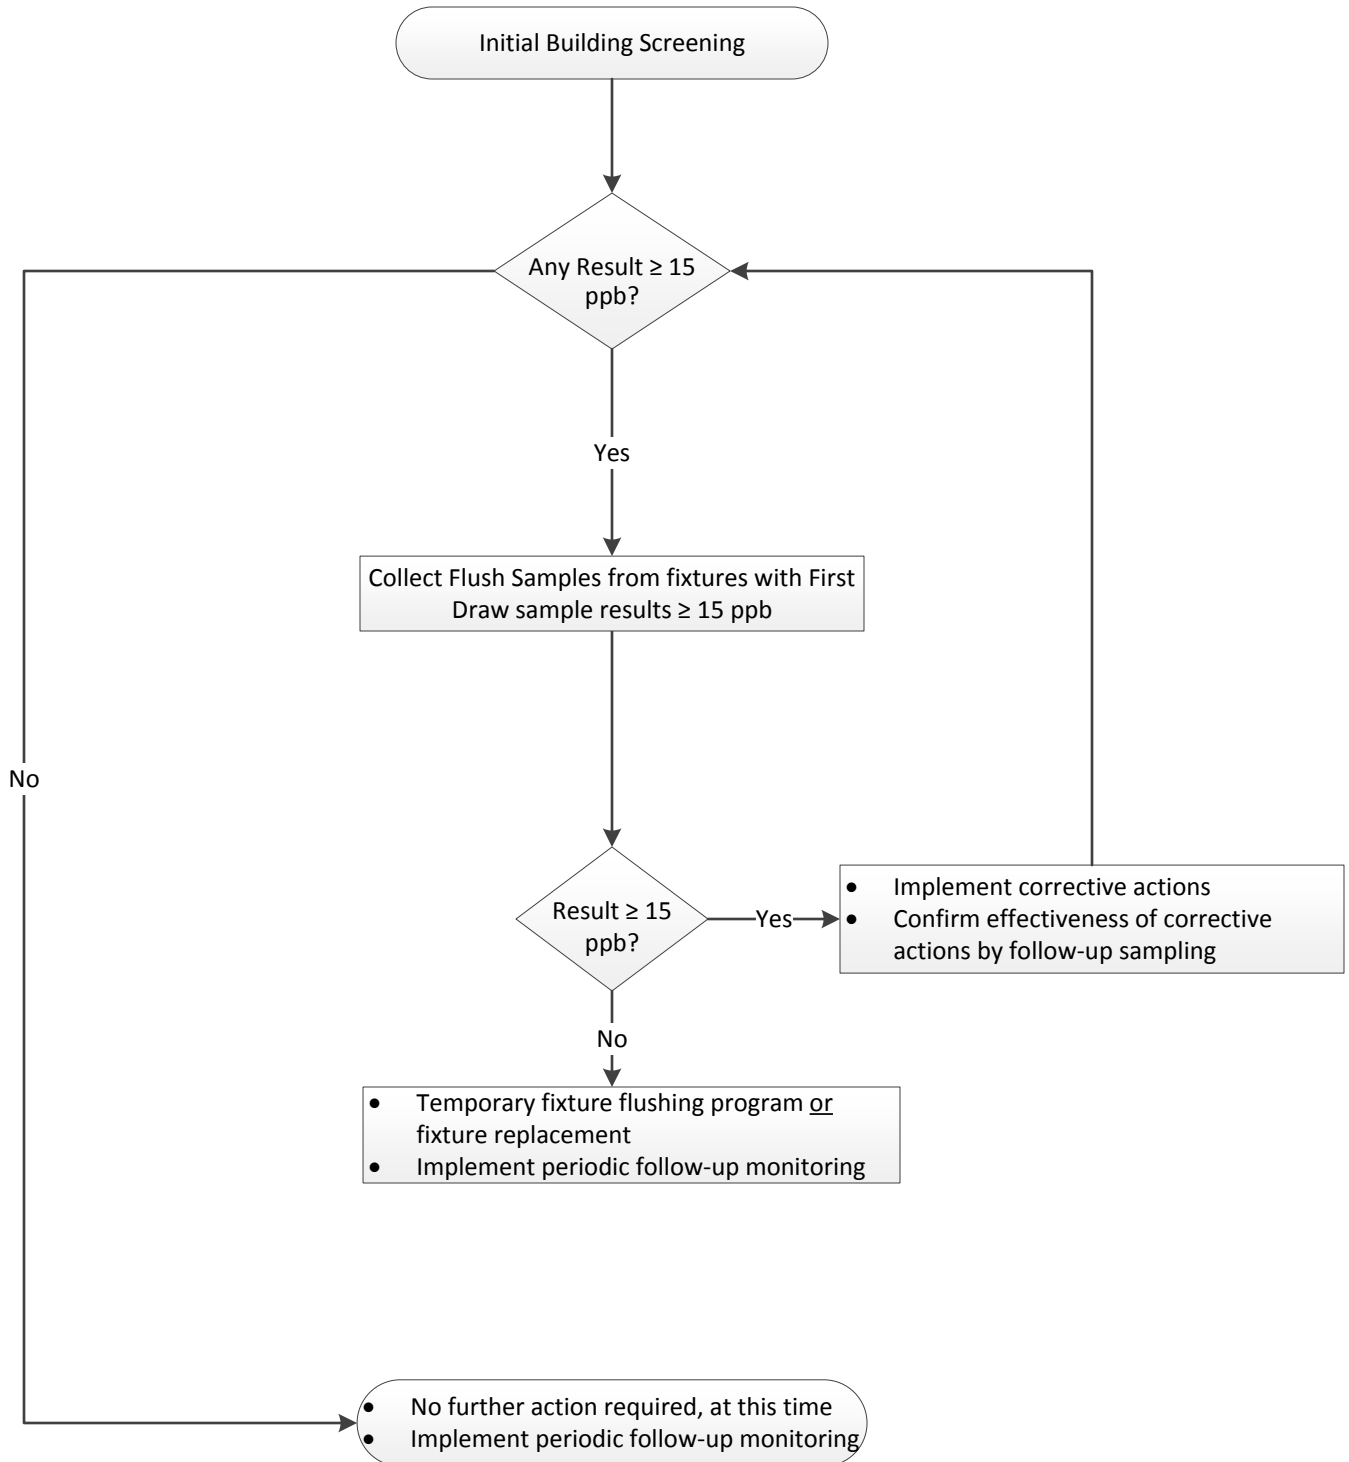 Initial Building Screening
Any Result ≥ 15
ppb?
Yes
Collect Flush Samples from fixtures with First
Draw sample results ≥ 15 ppb
No
Result ≥ 15
ppb?
Yes
• Implement corrective actions
• Confirm effectiveness of corrective
actions by follow-up sampling
No
• Temporary fixture flushing program or
fixture replacement
• Implement periodic follow-up monitoring
• No further action required, at this time
• Implement periodic follow-up monitoring